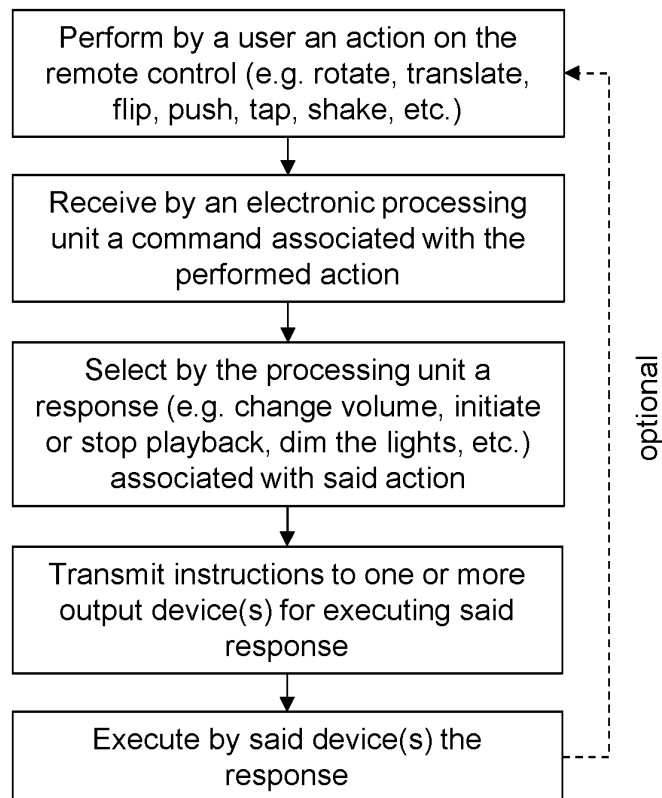 Perform by a user an action on the
remote control (e.g. rotate, translate,
flip, push, tap, shake, etc.)
Receive by an electronic processing
unit a command associated with the
performed action
Select by the processing unit a
response (e.g. change volume, initiate
or stop playback, dim the lights, etc.)
associated with said action
Transmit instructions to one or more
output device(s) for executing said
response
Execute by said device(s) the
response
optional